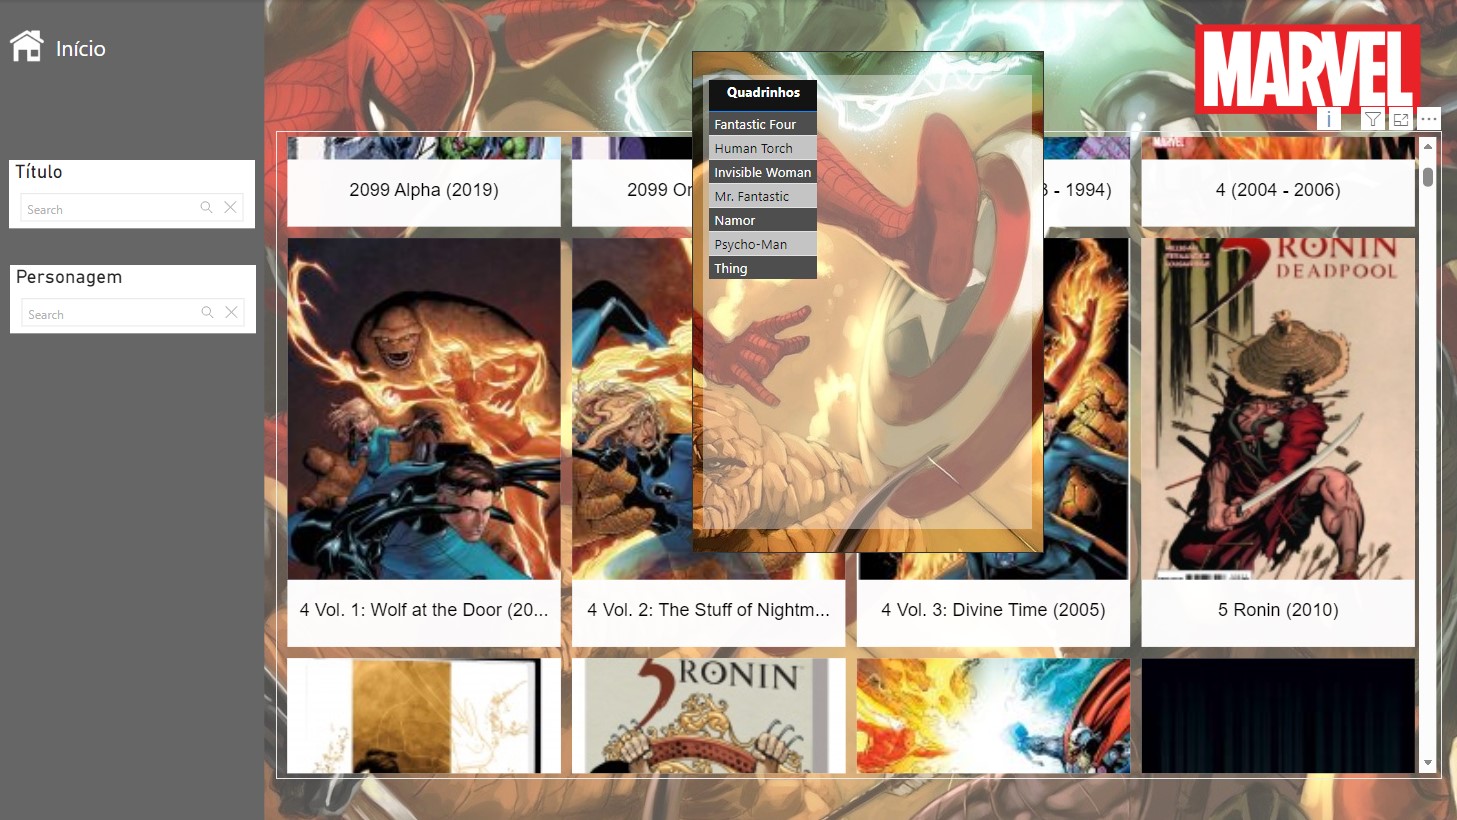 Início
MARVEL
Título
Search
Personagem
Search
Quadrinhos
Fantastic Four
Human Torch
Invisible Woman
Mr. Fantastic
Namor
Psycho-Man
Thing
2099 Alpha (2019)
2099
- 1994)
4 (2004 - 2006)
MARVEL
RONIN
DEADPOOL
4 Vol. 1: Wolf at the Door (20...
4 Vol. 2: The Stuff of Nightm...
4 Vol. 3: Divine Time (2005)
5 Ronin (2010)
5 RONIN